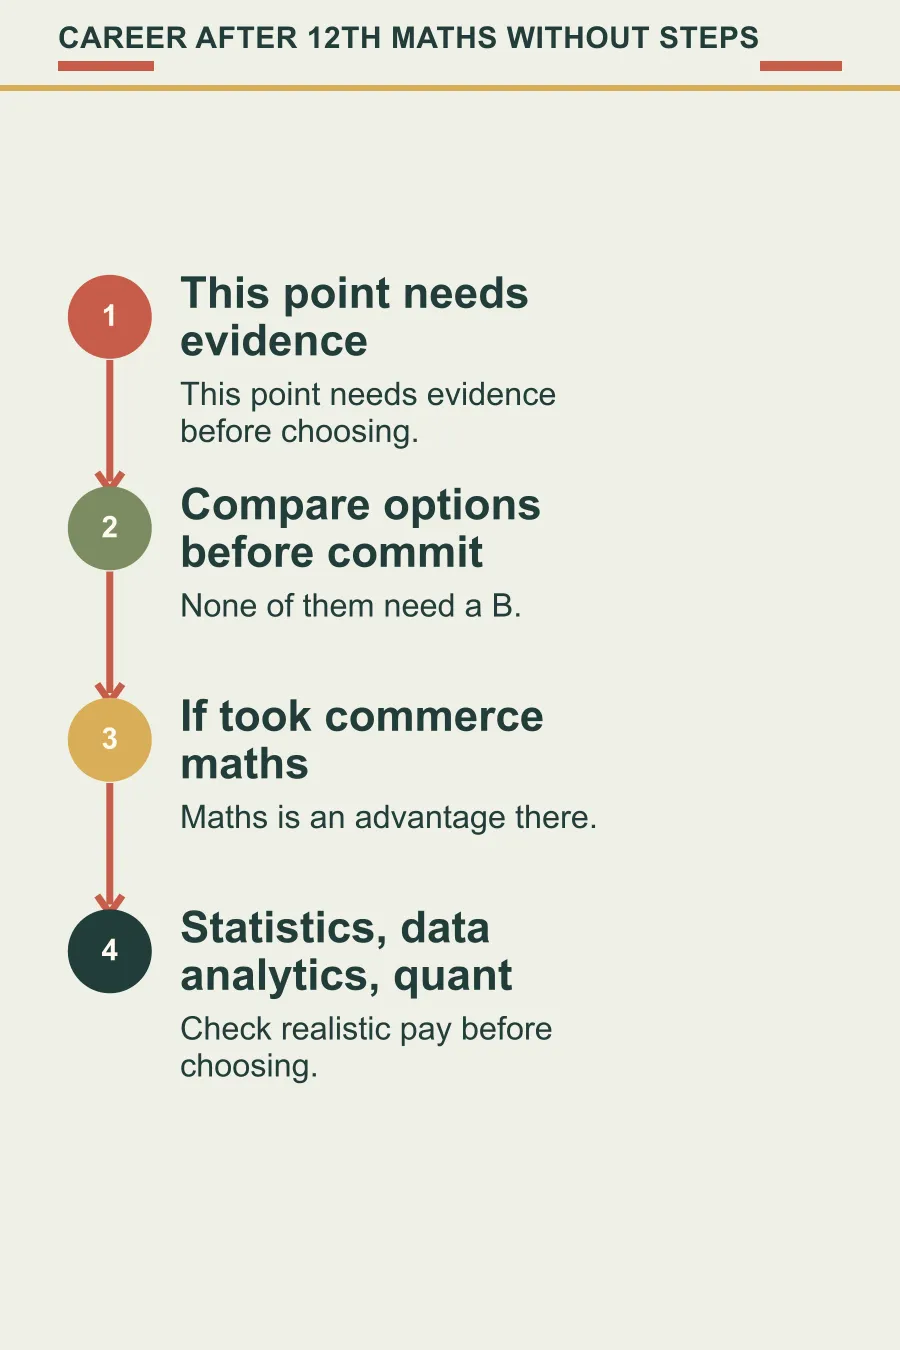 CAREER AFTER 12TH MATHS WITHOUT STEPS
1
This point needs
evidence
This point needs evidence
before choosing.
2
Compare options
before commit
None of them need a B.
3
If took commerce
maths
Maths is an advantage there.
4
Statistics, data
analytics, quant
Check realistic pay before
choosing.